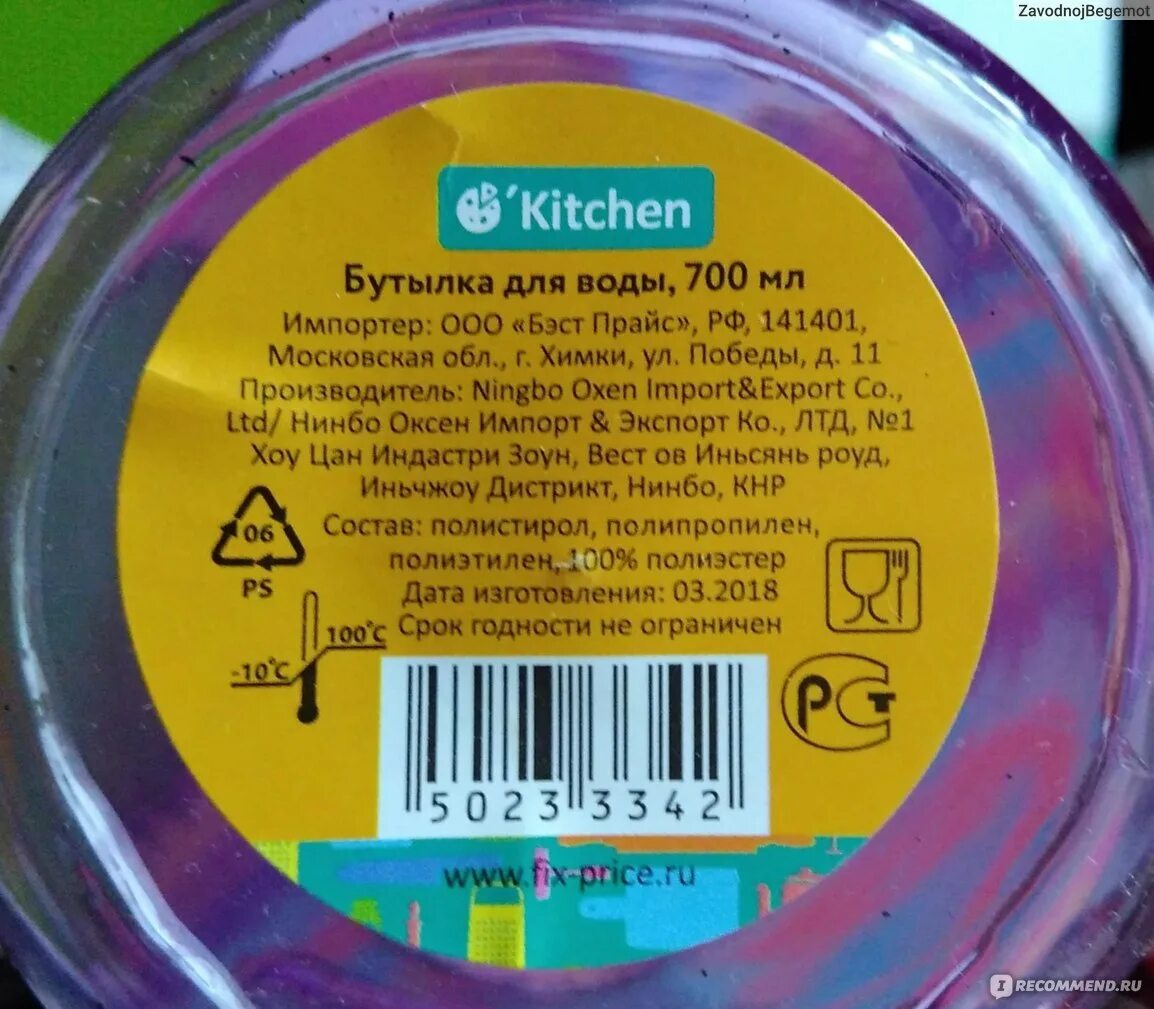 ZavodnojBegemot
'Kitchen
Бутылка для воды, 700 мл
Импортер: ООО «Бэст Прайс», РФ, 141401,
Московская обл., г. Химки, ул. Победы, д. 11
Производитель: Ningbo Oxen Import&Export Co.,
Ltd/ Нинбо Оксен Импорт & Экспорт Ко., ЛТД, №1
Хоу Цан Индастри Зоун, Вест ов Иньсянь роуд,
Иньчжоу Дистрикт, Нинбо, КНР
Состав: полистирол, полипропилен,
полиэтилен, 100% полиэстер
Дата изготовления: 03.2018
Срок годности не ограничен
06
PS
100°C
-10°C
РСТ
5023 3342
www.fix-price.ru
I RECOMMEND.RU